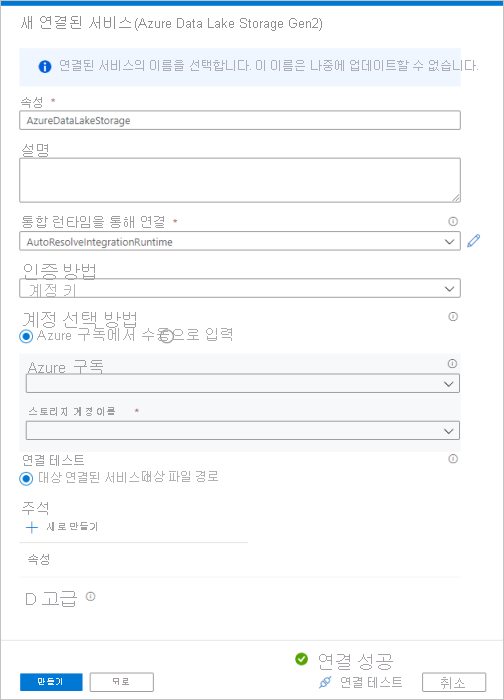 새 연결된 서비스(Azure Data Lake Storage Gen2)
연결된 서비스의 이름을 선택합니다. 이 이름은 나중에 업데이트할 수 없습니다.
속성 *
AzureDataLakeStorage
설명
통합 런타임을 통해 연결 *
AutoResolveIntegrationRuntime
인증 방법
계정 키
계정 선택 방법
Azure 구독에서 수동으로 입력
Azure 구독
스토리지 계정 이름 *
연결 테스트
대상 연결된 서비스대상 파일 경로
주석
새로 만들기
속성
D 고급
연결 성공
만들기
뒤로
연결 테스트
취소